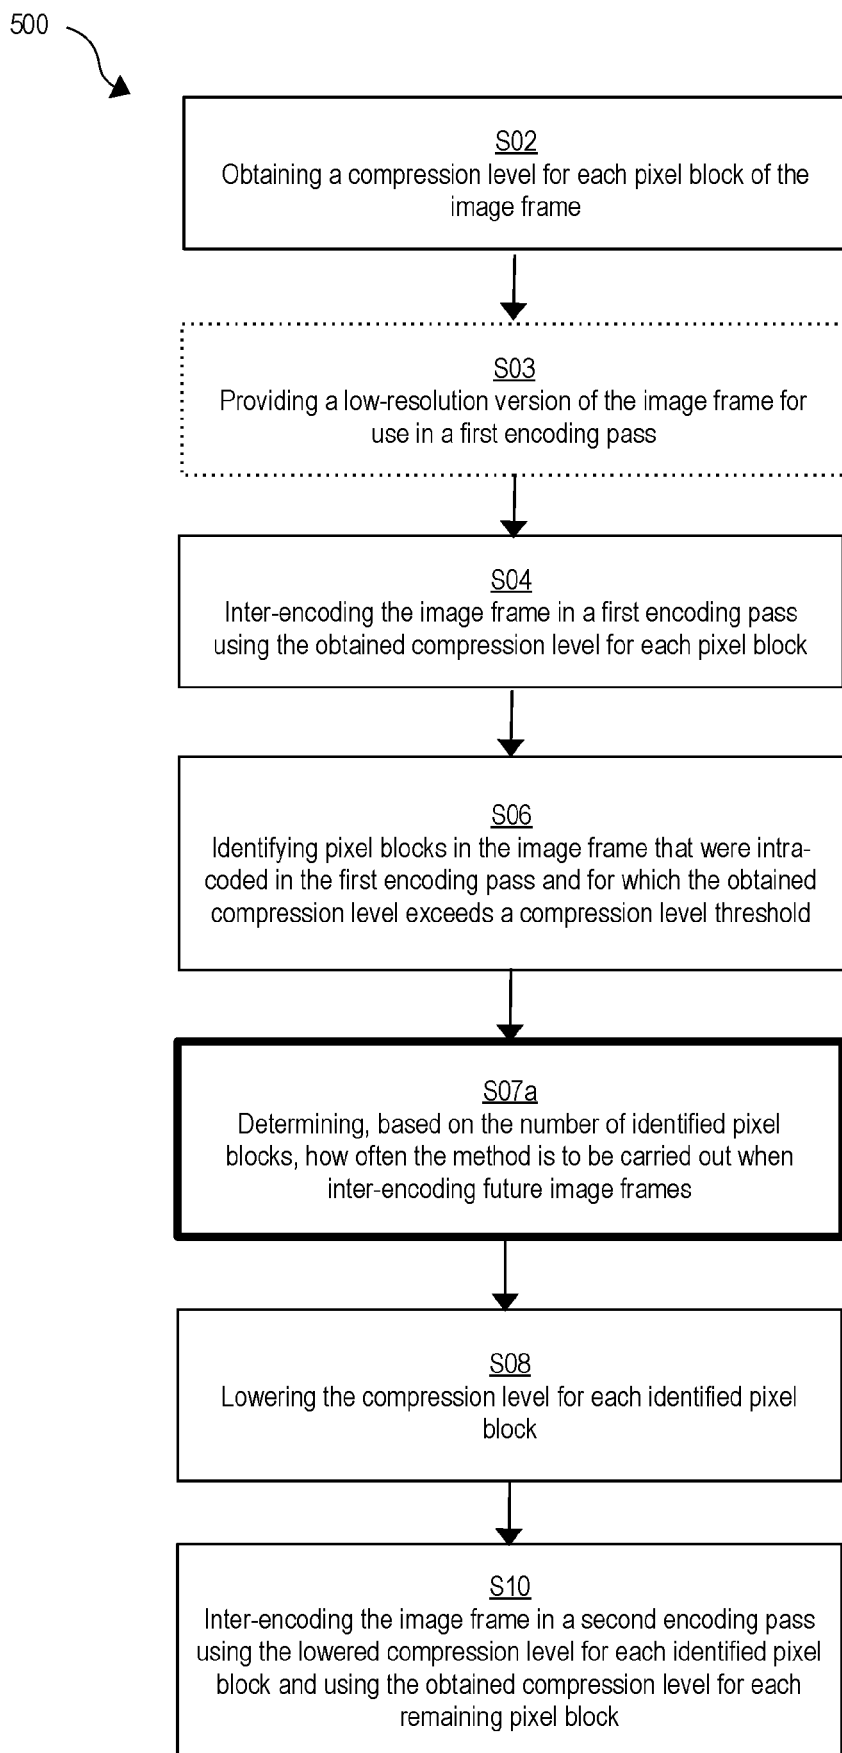 500
S02
Obtaining a compression level for each pixel block of the
image frame
S03
Providing a low-resolution version of the image frame for
use in a first encoding pass
S04
Inter-encoding the image frame in a first encoding pass
using the obtained compression level for each pixel block
S06
Identifying pixel blocks in the image frame that were intra-
coded in the first encoding pass and for which the obtained
compression level exceeds a compression level threshold
S07a
Determining, based on the number of identified pixel
blocks, how often the method is to be carried out when
inter-encoding future image frames
S08
Lowering the compression level for each identified pixel
block
S10
Inter-encoding the image frame in a second encoding pass
using the lowered compression level for each identified pixel
block and using the obtained compression level for each
remaining pixel block